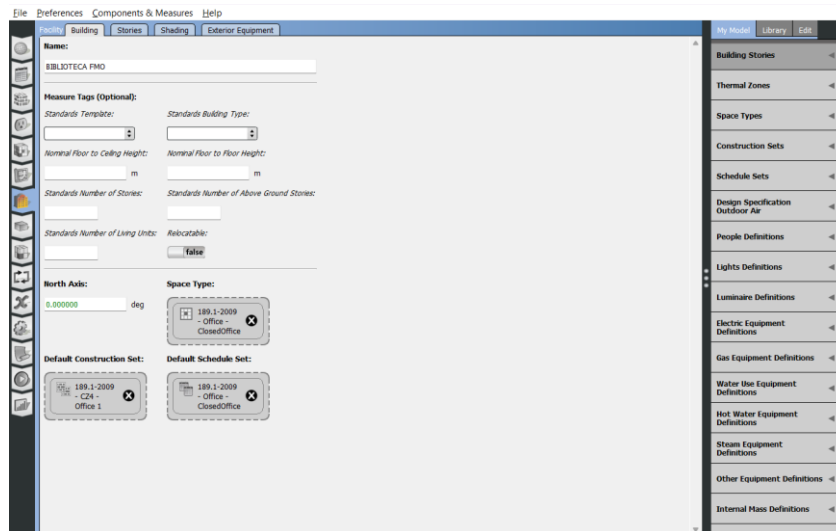 File Preferences Components & Measures Help
Facility Building Stories Shading Exterior Equipment
My Model Library Edit
Name:
BIBLIOTECA FMO
Measure Tags (Optional):
Standards Template: Standards Building Type:
Nominal Floor to Ceiling Height: Nominal Floor to Floor Height:
m m
Standards Number of Stories: Standards Number of Above Ground Stories:
Standards Number of Living Units: Relocatable:
false
North Axis: Space Type:
0.000000 deg
189.1-2009
- Office -
ClosedOffice
Default Construction Set: Default Schedule Set:
189.1-2009
- CZ4 -
Office 1
189.1-2009
- Office -
ClosedOffice
Building Stories
Thermal Zones
Space Types
Construction Sets
Schedule Sets
Design Specification
Outdoor Air
People Definitions
Lights Definitions
Luminaire Definitions
Electric Equipment
Definitions
Gas Equipment Definitions
Water Use Equipment
Definitions
Hot Water Equipment
Definitions
Steam Equipment
Definitions
Other Equipment Definitions
Internal Mass Definitions